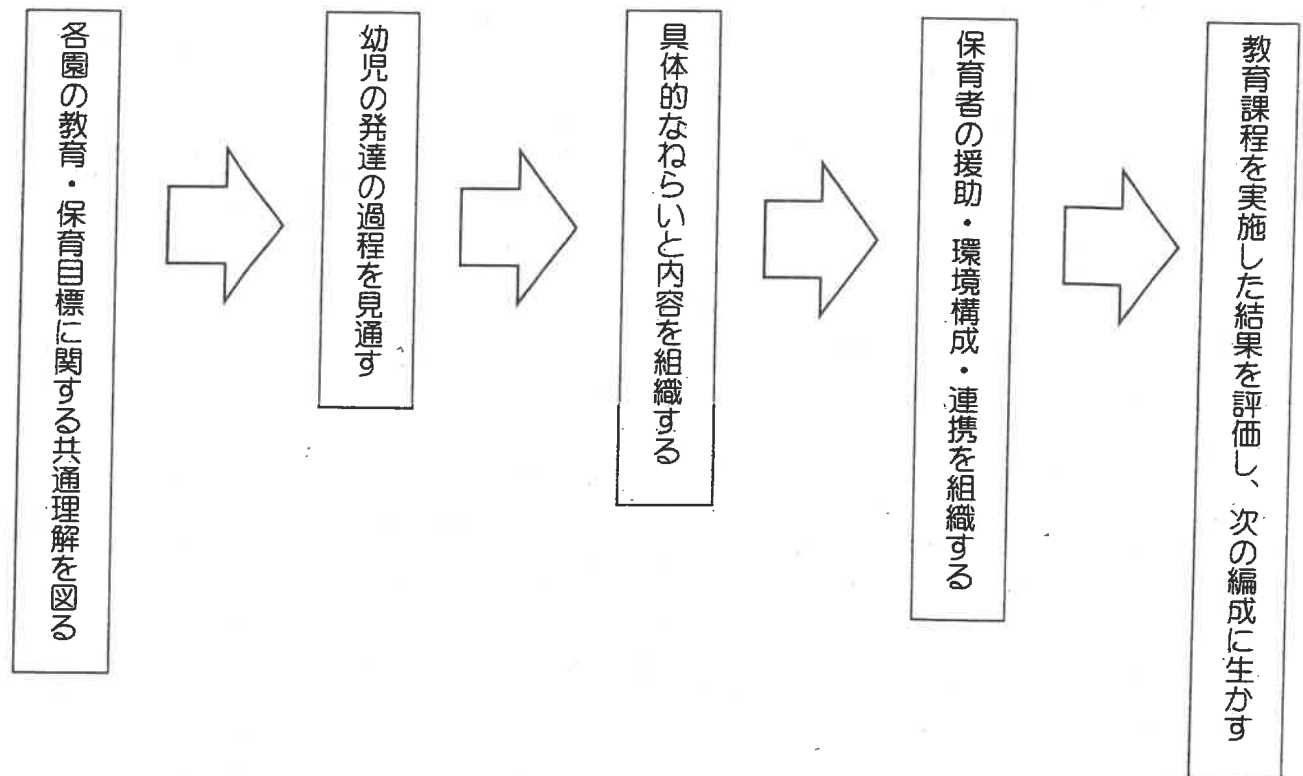 各園の教育・保育目標に関する共通理解を図る
幼児の発達の過程を見通す
具体的なねらいと内容を組織する
保育者の援助・環境構成・連携を組織する
教育課程を実施した結果を評価し、次の編成に生かす